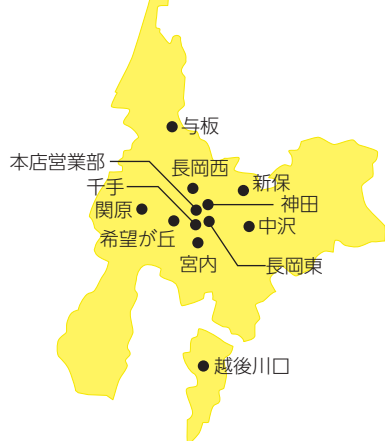 与板
本店営業部
長岡西
新保
千手
神田
関原
中沢
希望が丘
宮内
長岡東
越後川口